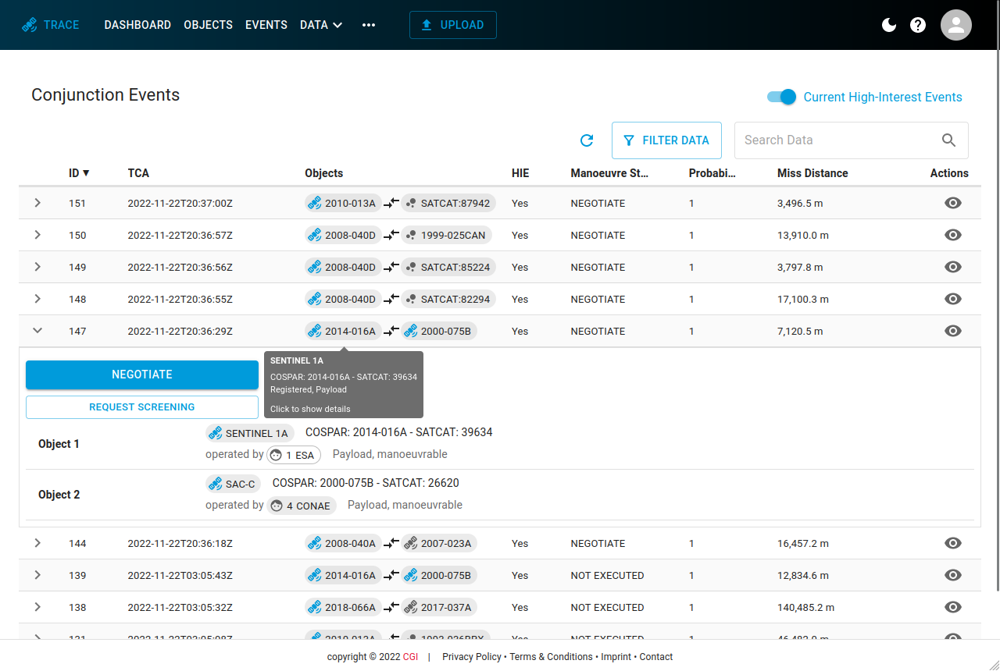 TRACE DASHBOARD OBJECTS EVENTS DATA UPLOAD
Conjunction Events
Current High-Interest Events
FILTER DATA Search Data
ID ▼ TCA Objects HIE Manoeuvre St… Probabi… Miss Distance Actions
151 2022-11-22T20:37:00Z 2010-013A SATCAT:87942 Yes NEGOTIATE 1 3,496.5 m
150 2022-11-22T20:36:57Z 2008-040D 1999-025CAN Yes NEGOTIATE 1 13,910.0 m
149 2022-11-22T20:36:56Z 2008-040D SATCAT:85224 Yes NEGOTIATE 1 3,797.8 m
148 2022-11-22T20:36:55Z 2008-040D SATCAT:82294 Yes NEGOTIATE 1 17,100.3 m
147 2022-11-22T20:36:29Z 2014-016A 2000-075B Yes NEGOTIATE 1 7,120.5 m
SENTINEL 1A
COSPAR: 2014-016A - SATCAT: 39634
Registered, Payload
Click to show details
NEGOTIATE
REQUEST SCREENING
Object 1
SENTINEL 1A COSPAR: 2014-016A - SATCAT: 39634
operated by 1 ESA Payload, manoeuvrable
Object 2
SAC-C COSPAR: 2000-075B - SATCAT: 26620
operated by 4 CONAE Payload, manoeuvrable
144 2022-11-22T20:36:18Z 2008-040A 2007-023A Yes NEGOTIATE 1 16,457.2 m
139 2022-11-22T03:05:43Z 2014-016A 2000-075B Yes NOT EXECUTED 1 12,834.6 m
138 2022-11-22T03:05:32Z 2018-066A 2017-037A Yes NOT EXECUTED 1 140,485.2 m
copyright © 2022 CGI | Privacy Policy • Terms & Conditions • Imprint • Contact